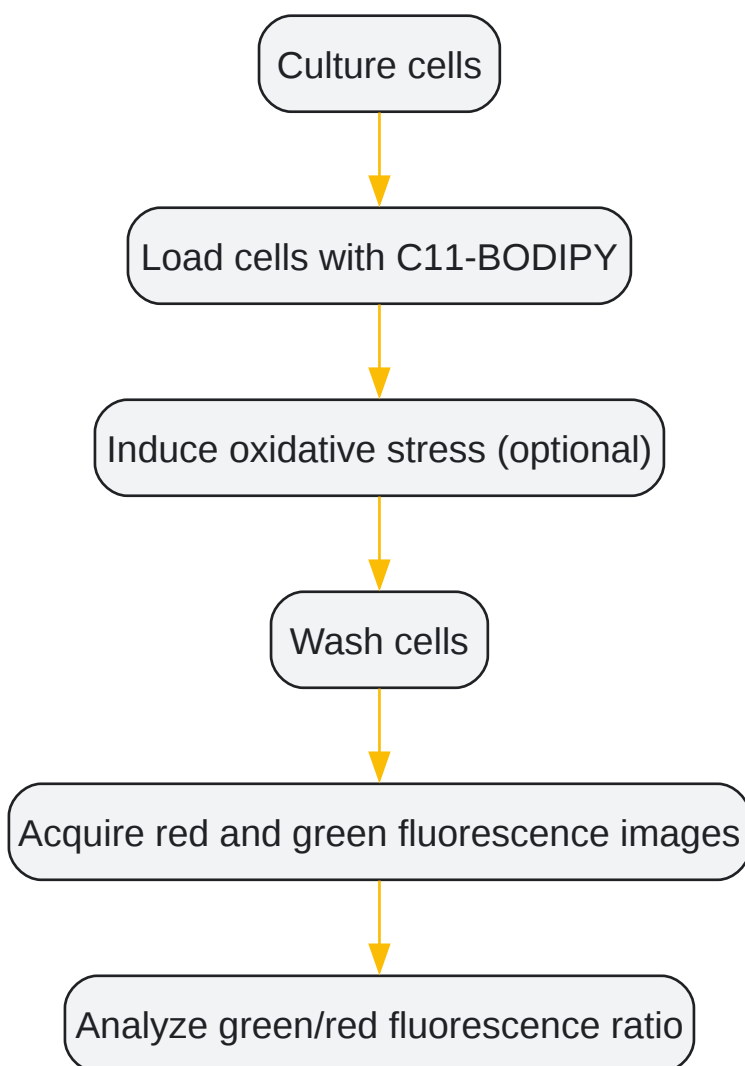 Culture cells
Load cells with C11-BODIPY
Induce oxidative stress (optional)
Wash cells
Acquire red and green fluorescence images
Analyze green/red fluorescence ratio